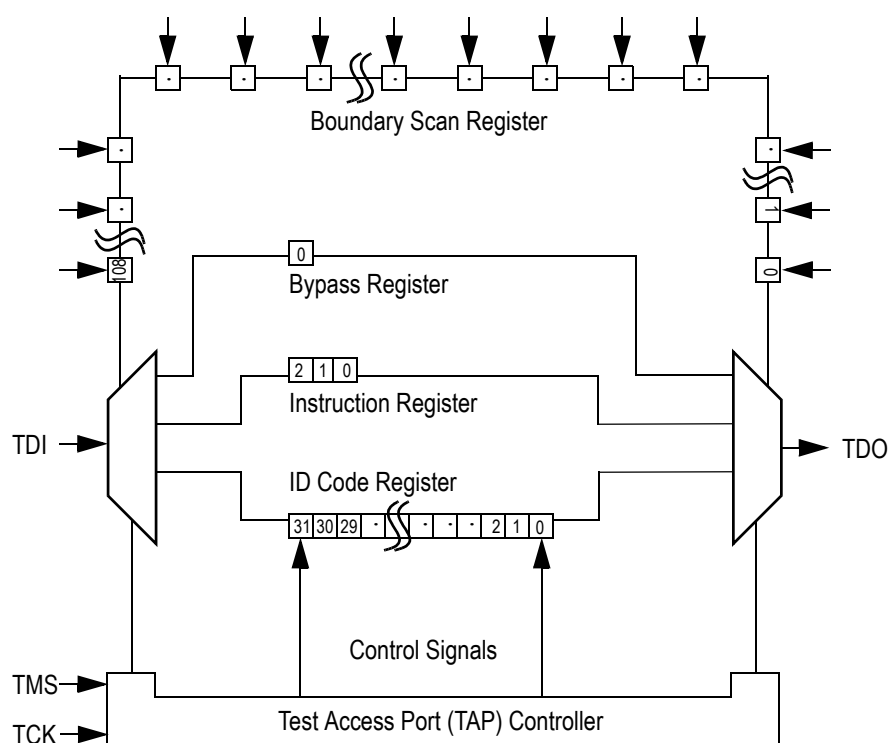 · · · · · · · ·
Boundary Scan Register
· ·
· 1
108 0
0
Bypass Register
2 1 0
Instruction Register
TDI TDO
ID Code Register
31 30 29 · · · · 2 1 0
Control Signals
TMS
Test Access Port (TAP) Controller
TCK